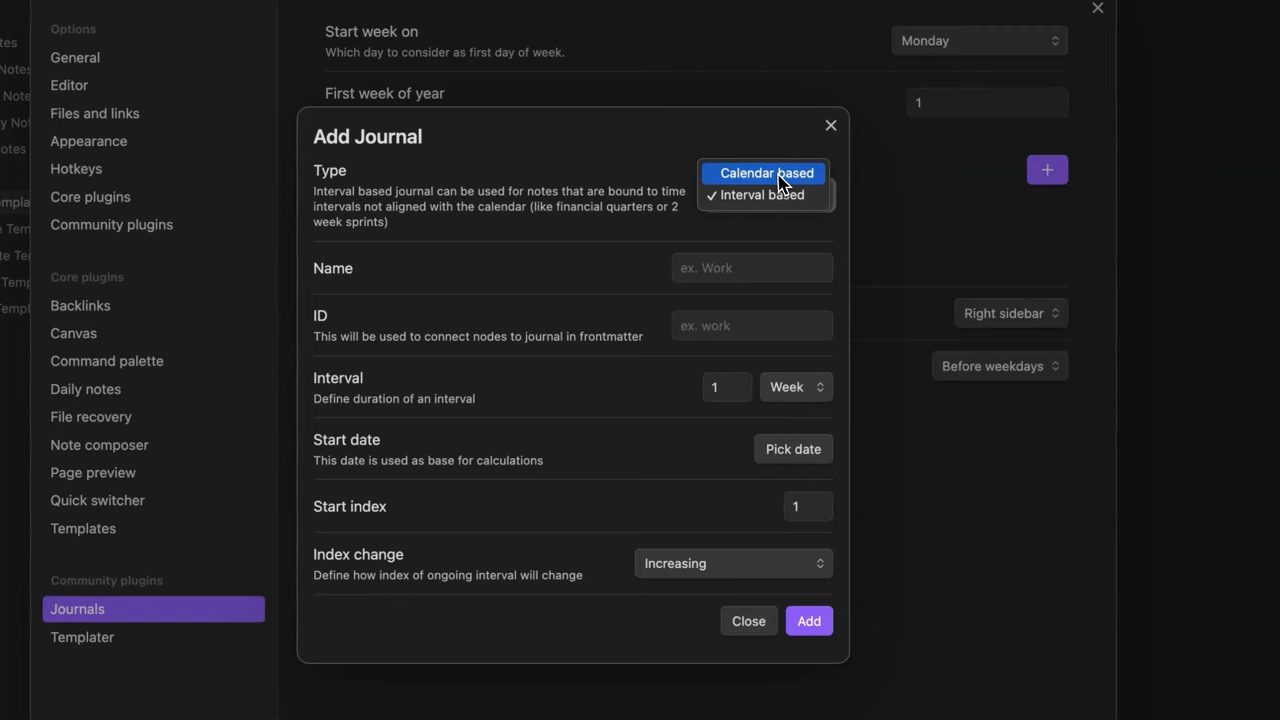 Options
General
Editor
Files and links
Appearance
Hotkeys
Core plugins
Community plugins
Core plugins
Backlinks
Canvas
Command palette
Daily notes
File recovery
Note composer
Page preview
Quick switcher
Templates
Community plugins
Journals
Templater
Start week on
Which day to consider as first day of week.
Monday
First week of year
1
Right sidebar
Before weekdays
Add Journal
Type
Interval based journal can be used for notes that are bound to time
intervals not aligned with the calendar (like financial quarters or 2
week sprints)
Calendar based
✓ Interval based
Name
ex. Work
ID
This will be used to connect nodes to journal in frontmatter
ex. work
Interval
Define duration of an interval
1
Week
Start date
This date is used as base for calculations
Pick date
Start index
1
Index change
Define how index of ongoing interval will change
Increasing
Close
Add